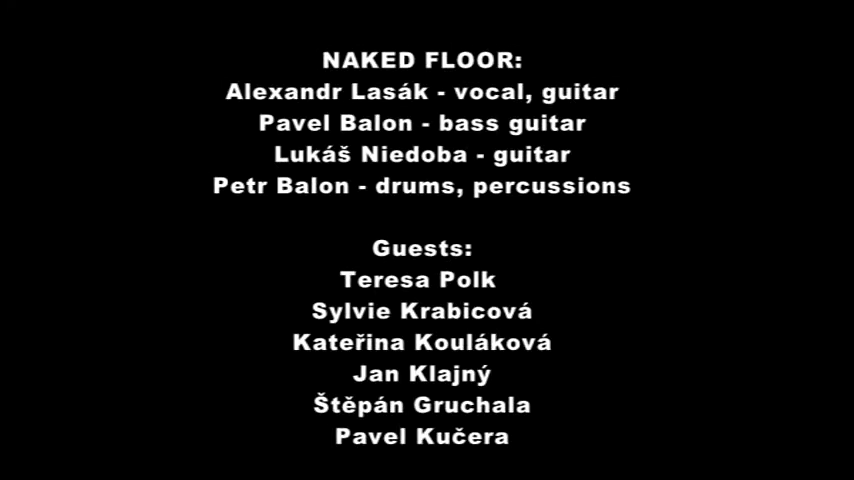 NAKED FLOOR:
Alexandr Lasák - vocal, guitar
Pavel Balon - bass guitar
Lukáš Niedoba - guitar
Petr Balon - drums, percussions
Guests:
Teresa Polk
Sylvie Krabicová
Kateřina Kouláková
Jan Klajný
Štěpán Gruchala
Pavel Kučera